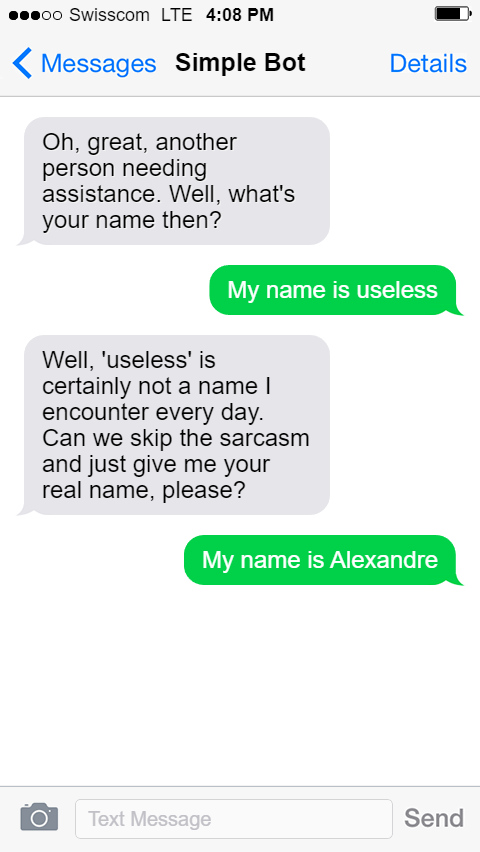 Swisscom LTE 4:08 PM
Messages Simple Bot Details
Oh, great, another
person needing
assistance. Well, what's
your name then?
My name is useless
Well, 'useless' is
certainly not a name I
encounter every day.
Can we skip the sarcasm
and just give me your
real name, please?
My name is Alexandre
Text Message Send